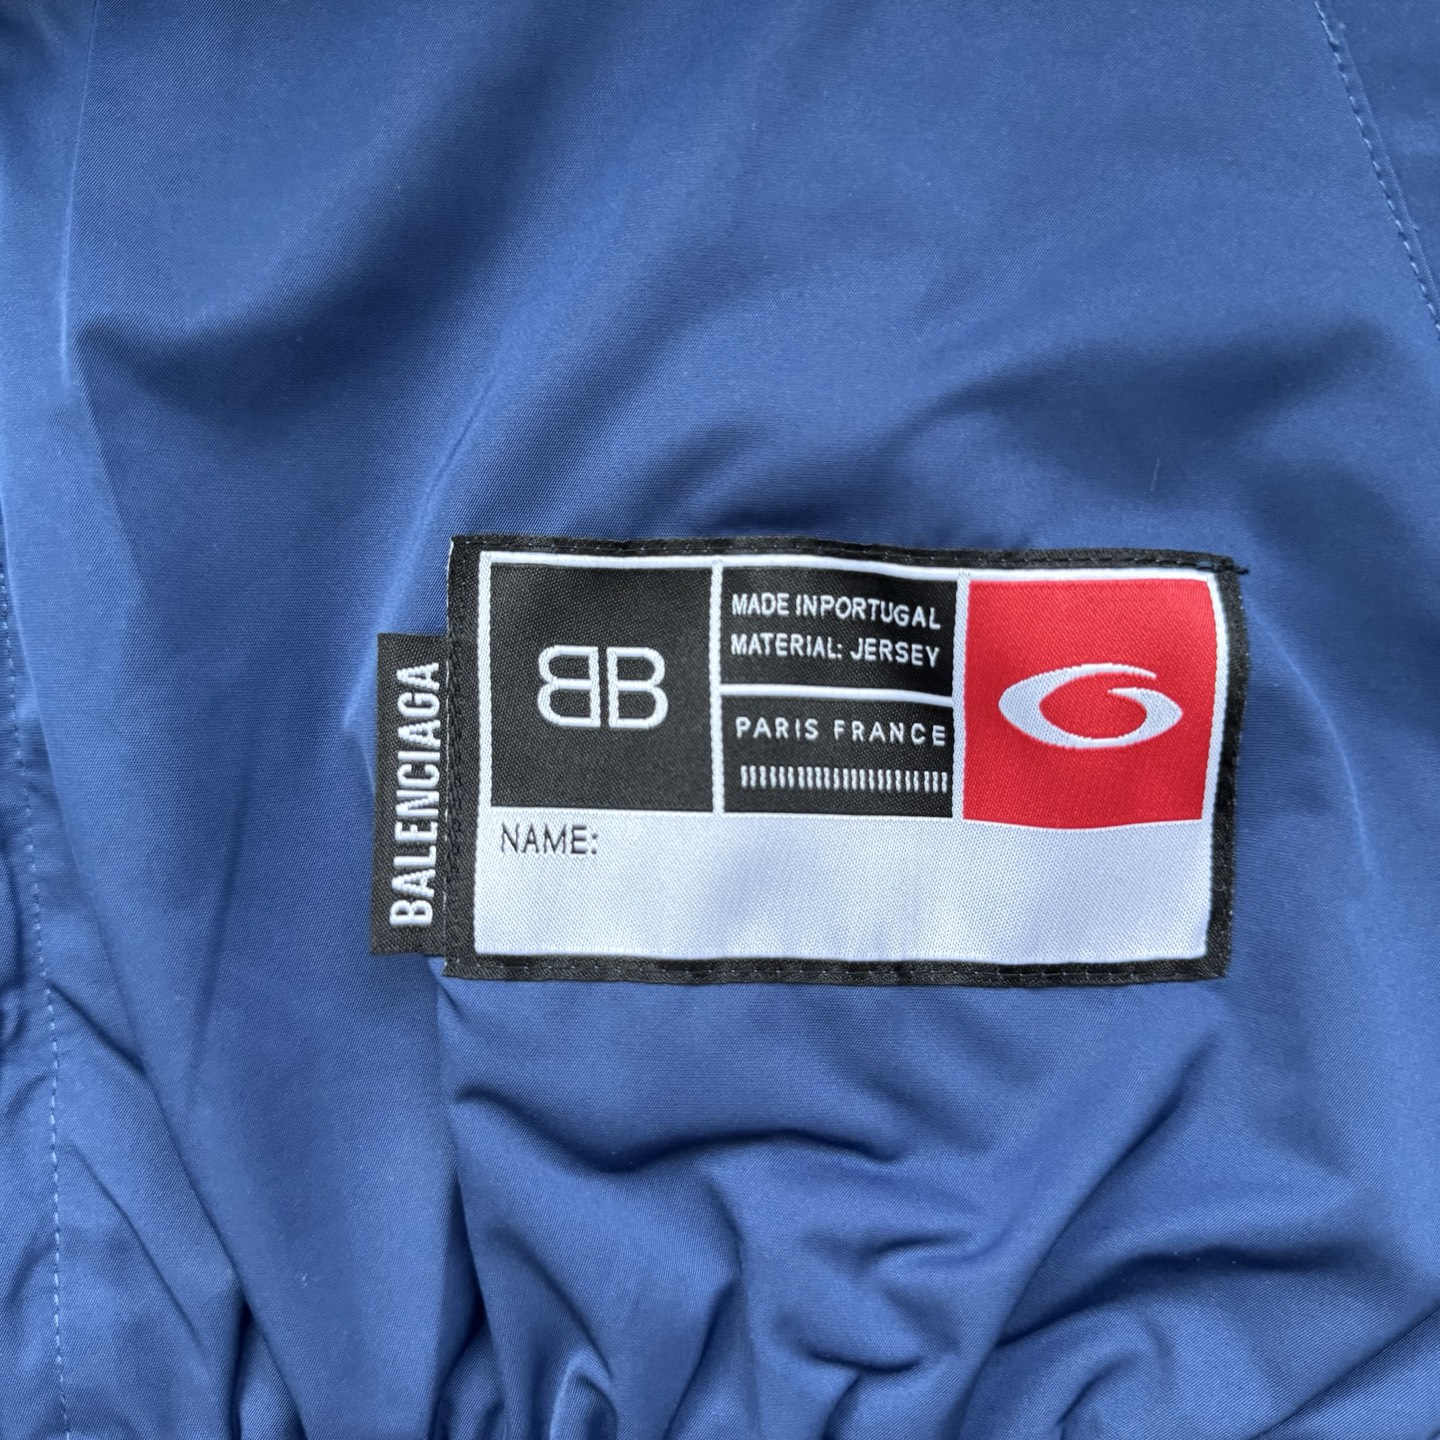 BALENCIAGA
BB
MADE INPORTUGAL
MATERIAL: JERSEY
PARIS FRANCE
NAME: